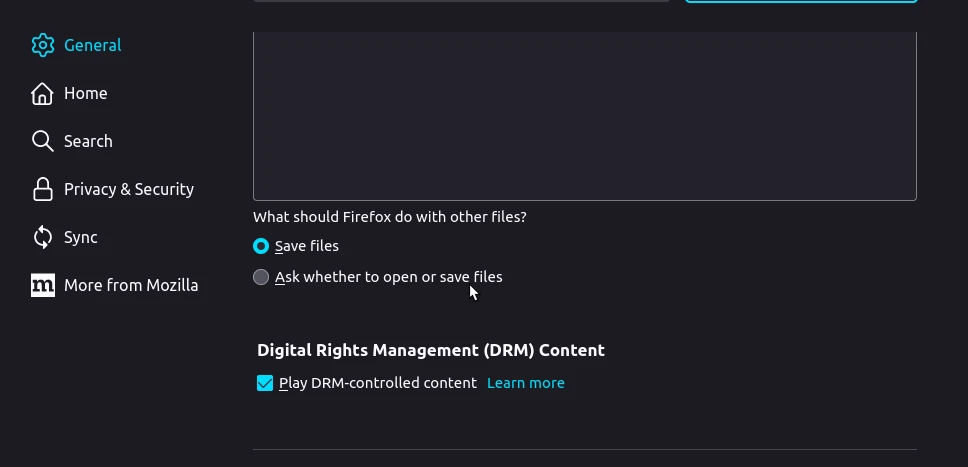 General
Home
Search
Privacy & Security
Sync
m More from Mozilla
What should Firefox do with other files?
Save files
Ask whether to open or save files
Digital Rights Management (DRM) Content
Play DRM-controlled content Learn more